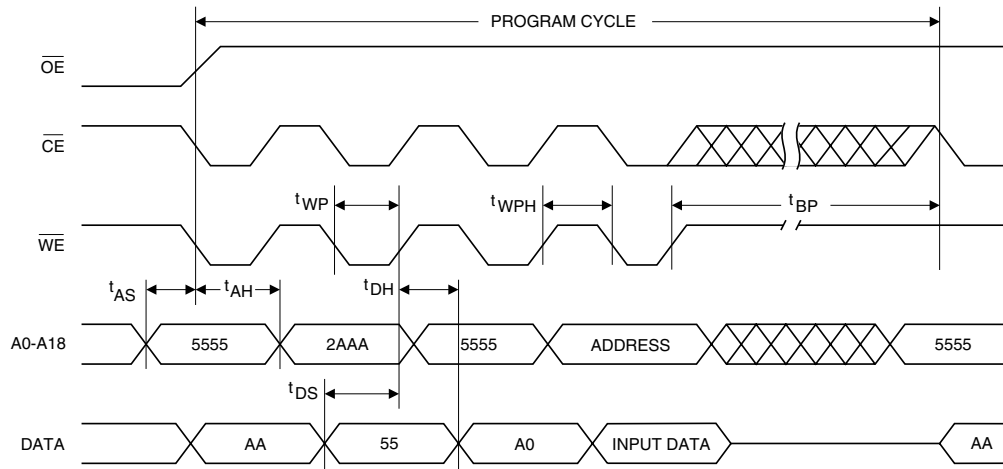 PROGRAM CYCLE
OE
CE
tWP
tWPH
tBP
WE
tAS
tAH
tDH
A0-A18
5555
2AAA
5555
ADDRESS
5555
tDS
DATA
AA
55
A0
INPUT DATA
AA